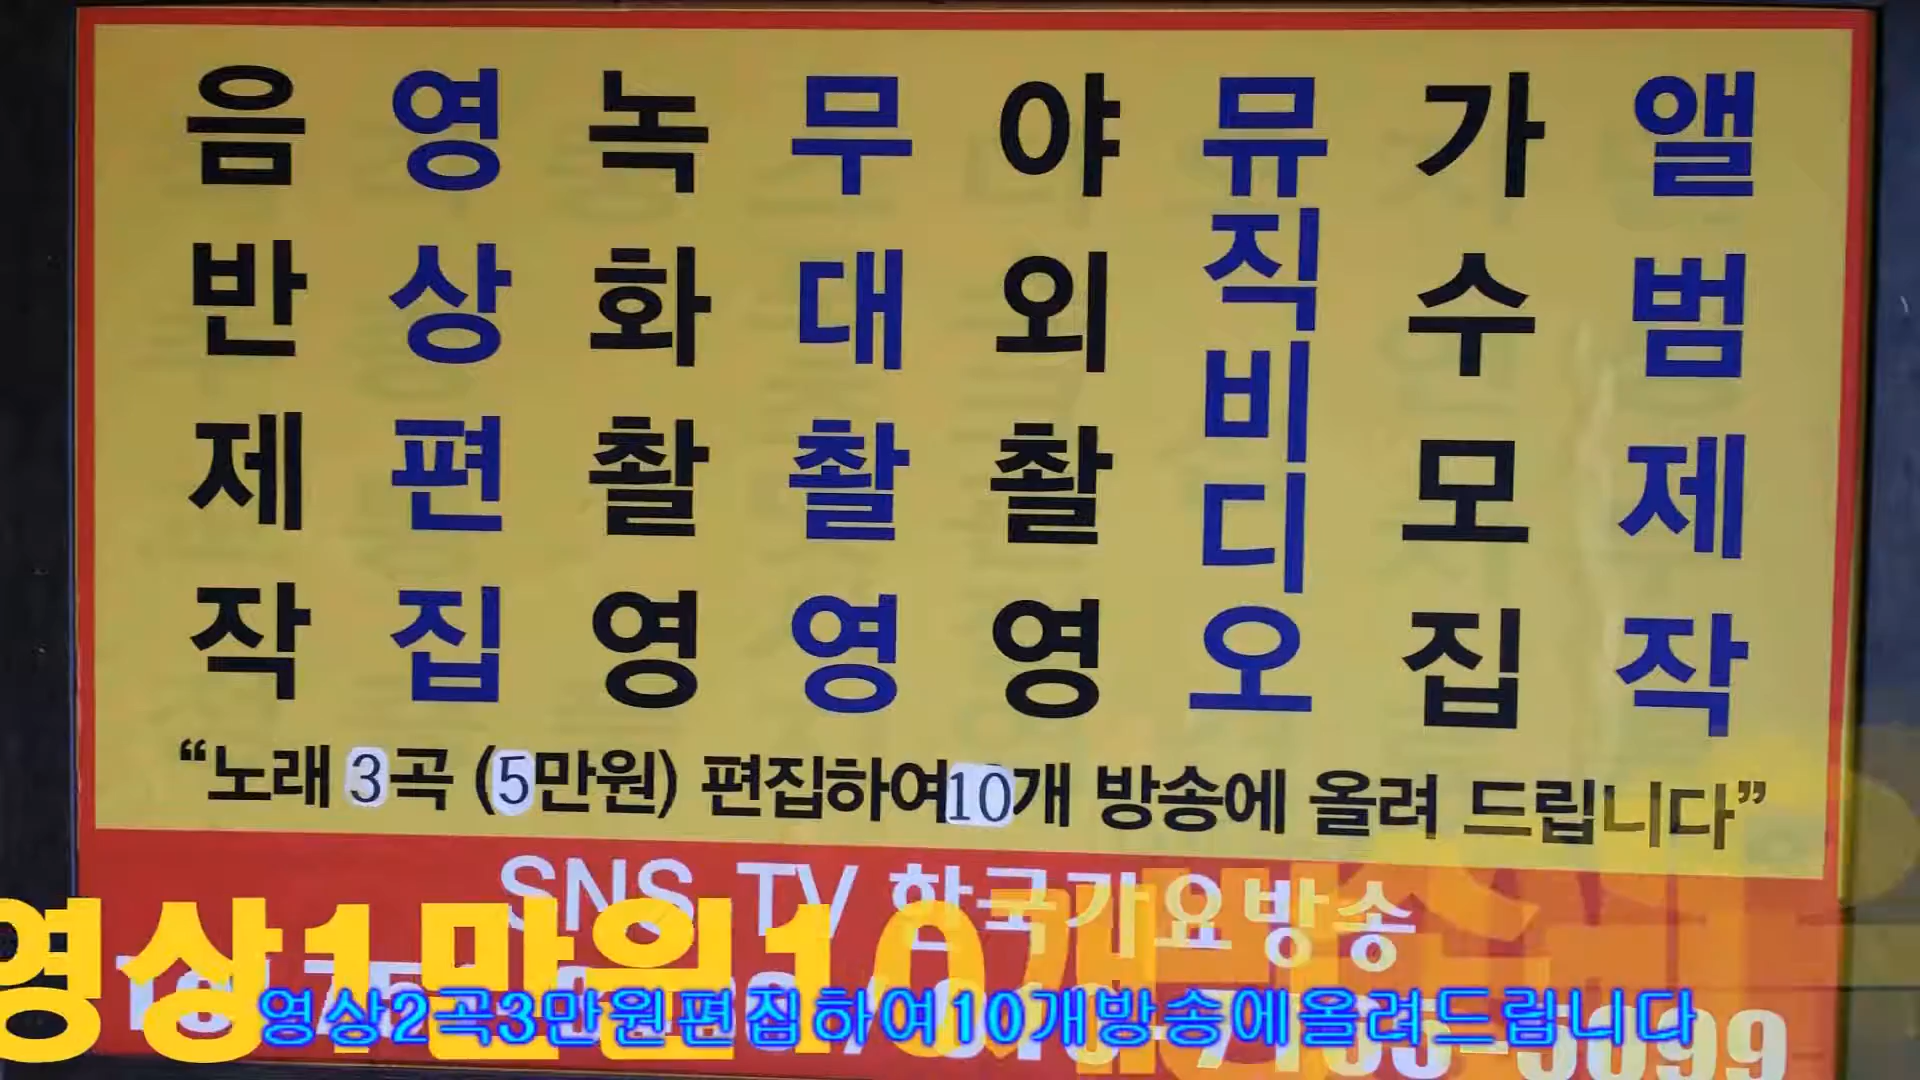 음반제작
영상편집
녹화촬영
무대촬영
야외촬영
뮤직비디오
가수모집
앨범제작
“노래 3곡 (5만원) 편집하여10개 방송에 올려 드립니다”
SNS TV 한국가요방송
영상1만원10개
영상2곡3만원편집하여10개방송에올려드립니다